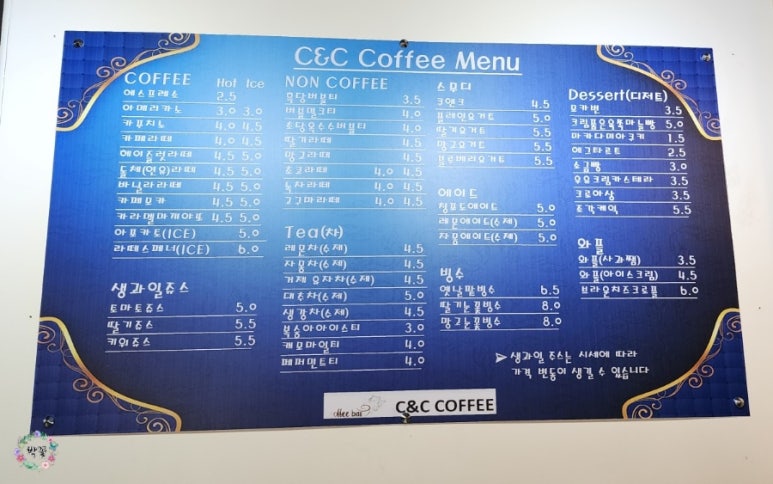 C&C Coffee Menu
COFFEE Hot Ice
에스프레소 2.5
아메리카노 3.0 3.0
카푸치노 4.0 4.5
카페라떼 4.0 4.5
헤이즐럿라떼 4.5 5.0
돌체(연유)라떼 4.5 5.0
바닐라라떼 4.5 5.0
카페모카 4.5 5.0
카라멜마끼아또 4.5 5.0
아포카토(ICE) 5.0
라떼스페너(ICE) 6.0
생과일쥬스
토마토쥬스 5.0
딸기쥬스 5.5
키위쥬스 5.5
NON COFFEE
흑당버블티 3.5
버블밀크티 4.0
초당옥수수버블티 4.0
딸기라떼 4.0
망고라떼 4.0
초코라떼 4.0 4.5
녹차라떼 4.0 4.5
고구마라떼 4.0 4.5
Tea(차)
레몬차(수제) 4.5
자몽차(수제) 4.5
거제 유자차(수제) 4.5
대추차(수제) 5.0
생강차(수제) 4.5
복숭아아이스티 3.0
캐모마일티 4.0
페퍼민트티 4.0
스무디
쿠앤크 4.5
플레인요거트 5.0
딸기요거트 5.5
망고요거트 5.5
블루베리요거트 5.5
에이드
청포도에이드 5.0
레몬에이드(수제) 5.0
자몽에이드(수제) 5.0
빙수
옛날팥빙수 6.5
딸기눈꽃빙수 8.0
망고눈꽃빙수 8.0
Dessert(디저트)
모카번 3.5
크림폭포육쪽마늘빵 5.0
마카다미아쿠키 1.5
에그타르트 2.5
소금빵 3.0
우유크림카스테라 3.5
크로아상 3.5
조각케익 5.5
와플
와플(사과쨈) 3.5
와플(아이스크림) 4.5
브라운치즈크로플 6.0
➤ 생과일 쥬스는 시세에 따라
가격 변동이 생길 수 있습니다
coffee bar C&C COFFEE
박꽃